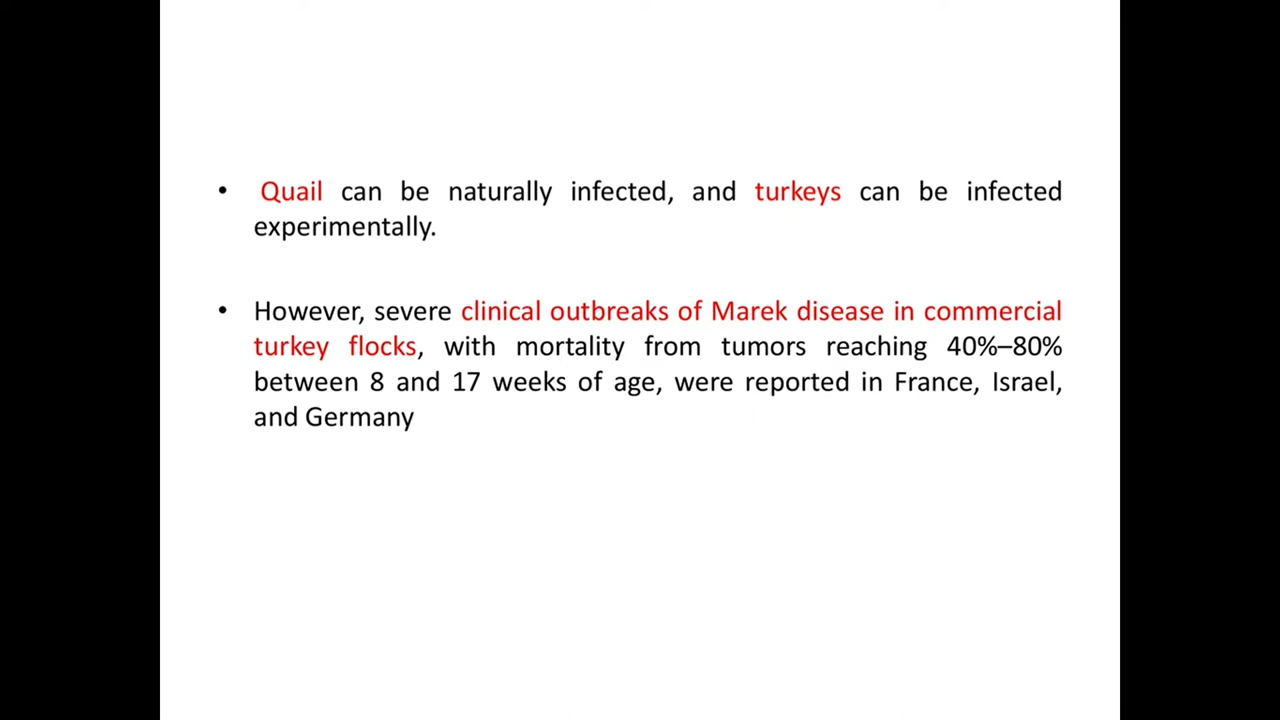 • Quail can be naturally infected, and turkeys can be infected
experimentally.
• However, severe clinical outbreaks of Marek disease in commercial
turkey flocks, with mortality from tumors reaching 40%–80%
between 8 and 17 weeks of age, were reported in France, Israel,
and Germany